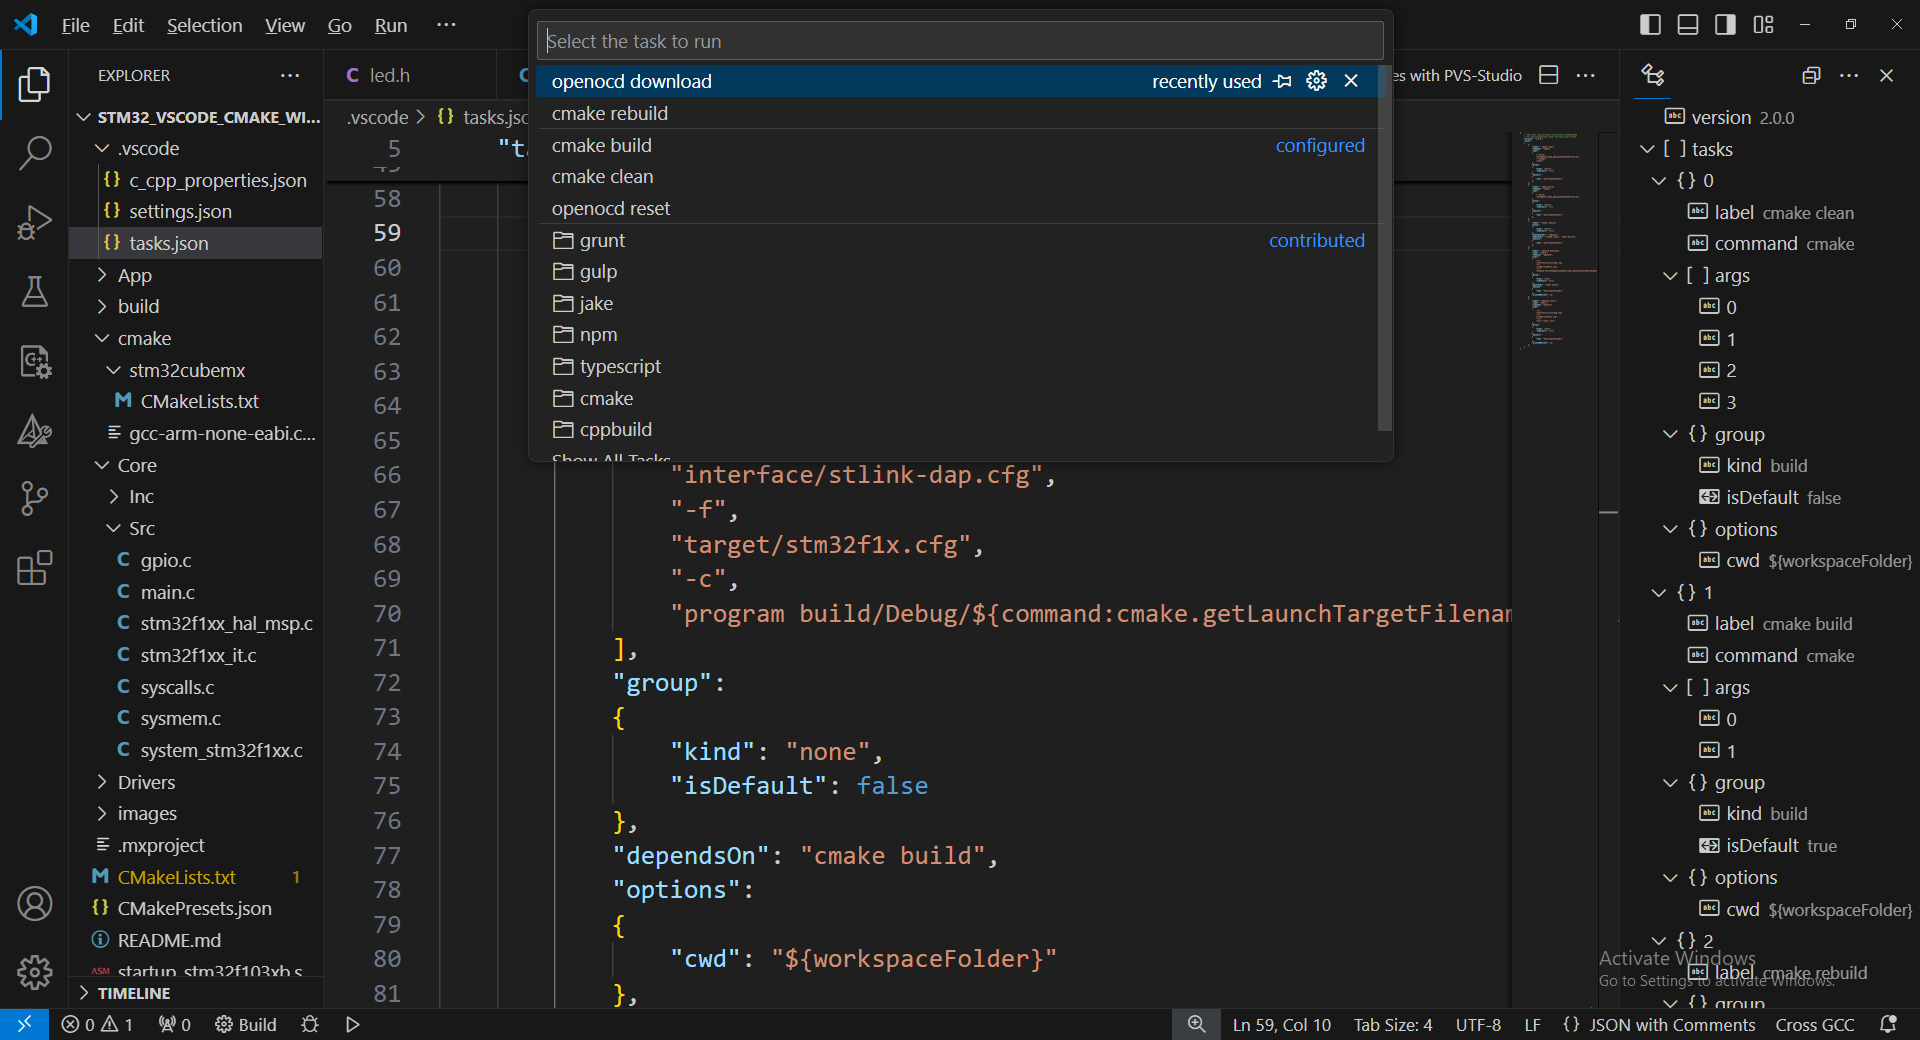 File Edit Selection View Go Run ···
Select the task to run
openocd download recently used
cmake rebuild
cmake build configured
cmake clean
openocd reset
grunt contributed
gulp
jake
npm
typescript
cmake
cppbuild
Show All Tasks
EXPLORER ···
STM32_VSCODE_CMAKE_WI...
.vscode
{} c_cpp_properties.json
{} settings.json
{} tasks.json
App
build
cmake
stm32cubemx
M CMakeLists.txt
gcc-arm-none-eabi.c...
Core
Inc
Src
C gpio.c
C main.c
C stm32f1xx_hal_msp.c
C stm32f1xx_it.c
C syscalls.c
C sysmem.c
C system_stm32f1xx.c
Drivers
images
.mxproject
M CMakeLists.txt 1
{} CMakePresets.json
README.md
ASM startup_stm32f103xb.s
TIMELINE
C led.h C
es with PVS-Studio ···
.vscode > {} tasks.jsc
5 "ta
58
59
60
61
62
63
64
65
66 "interface/stlink-dap.cfg",
67 "-f",
68 "target/stm32f1x.cfg",
69 "-c",
70 "program build/Debug/${command:cmake.getLaunchTargetFilenam
71 ],
72 "group":
73 {
74 "kind": "none",
75 "isDefault": false
76 },
77 "dependsOn": "cmake build",
78 "options":
79 {
80 "cwd": "${workspaceFolder}"
81 },
version 2.0.0
[ ] tasks
{} 0
label cmake clean
command cmake
[ ] args
0
1
2
3
{} group
kind build
isDefault false
{} options
cwd ${workspaceFolder}
{} 1
label cmake build
command cmake
[ ] args
0
1
{} group
kind build
isDefault true
{} options
cwd ${workspaceFolder}
{} 2
label cmake rebuild
{} group
Activate Windows
Go to Settings to activate Windows.
0 1 0 Build
Ln 59, Col 10 Tab Size: 4 UTF-8 LF {} JSON with Comments Cross GCC